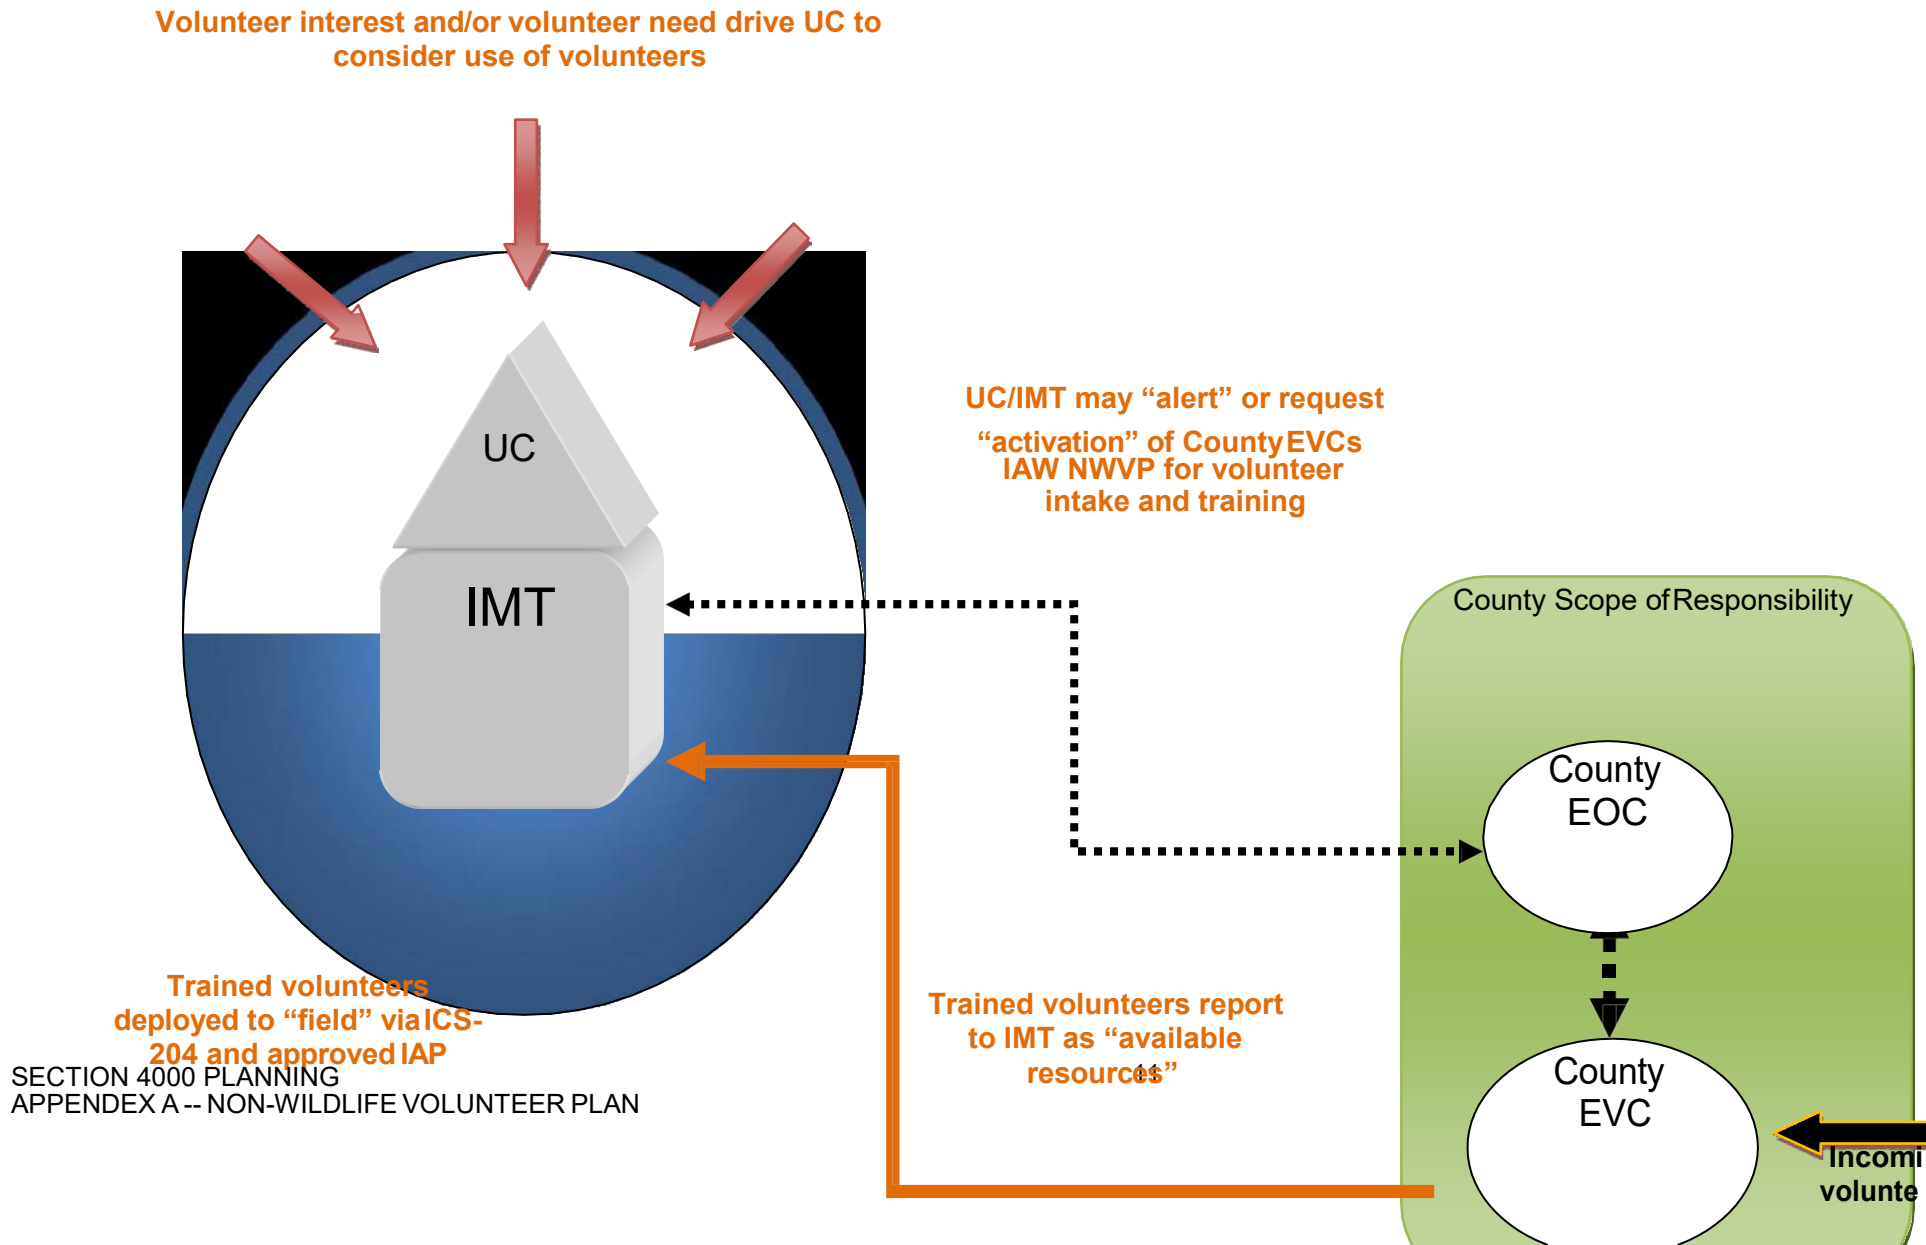 Volunteer interest and/or volunteer need drive UC to
consider use of volunteers
UC
IMT
UC/IMT may “alert” or request
“activation” of County EVCs
IAW NWVP for volunteer
intake and training
County Scope of Responsibility
County
EOC
County
EVC
Incomi
volunte
Trained volunteers report
to IMT as “available
resources”
Trained volunteers
deployed to “field” via ICS-
204 and approved IAP
SECTION 4000 PLANNING
APPENDEX A -- NON-WILDLIFE VOLUNTEER PLAN